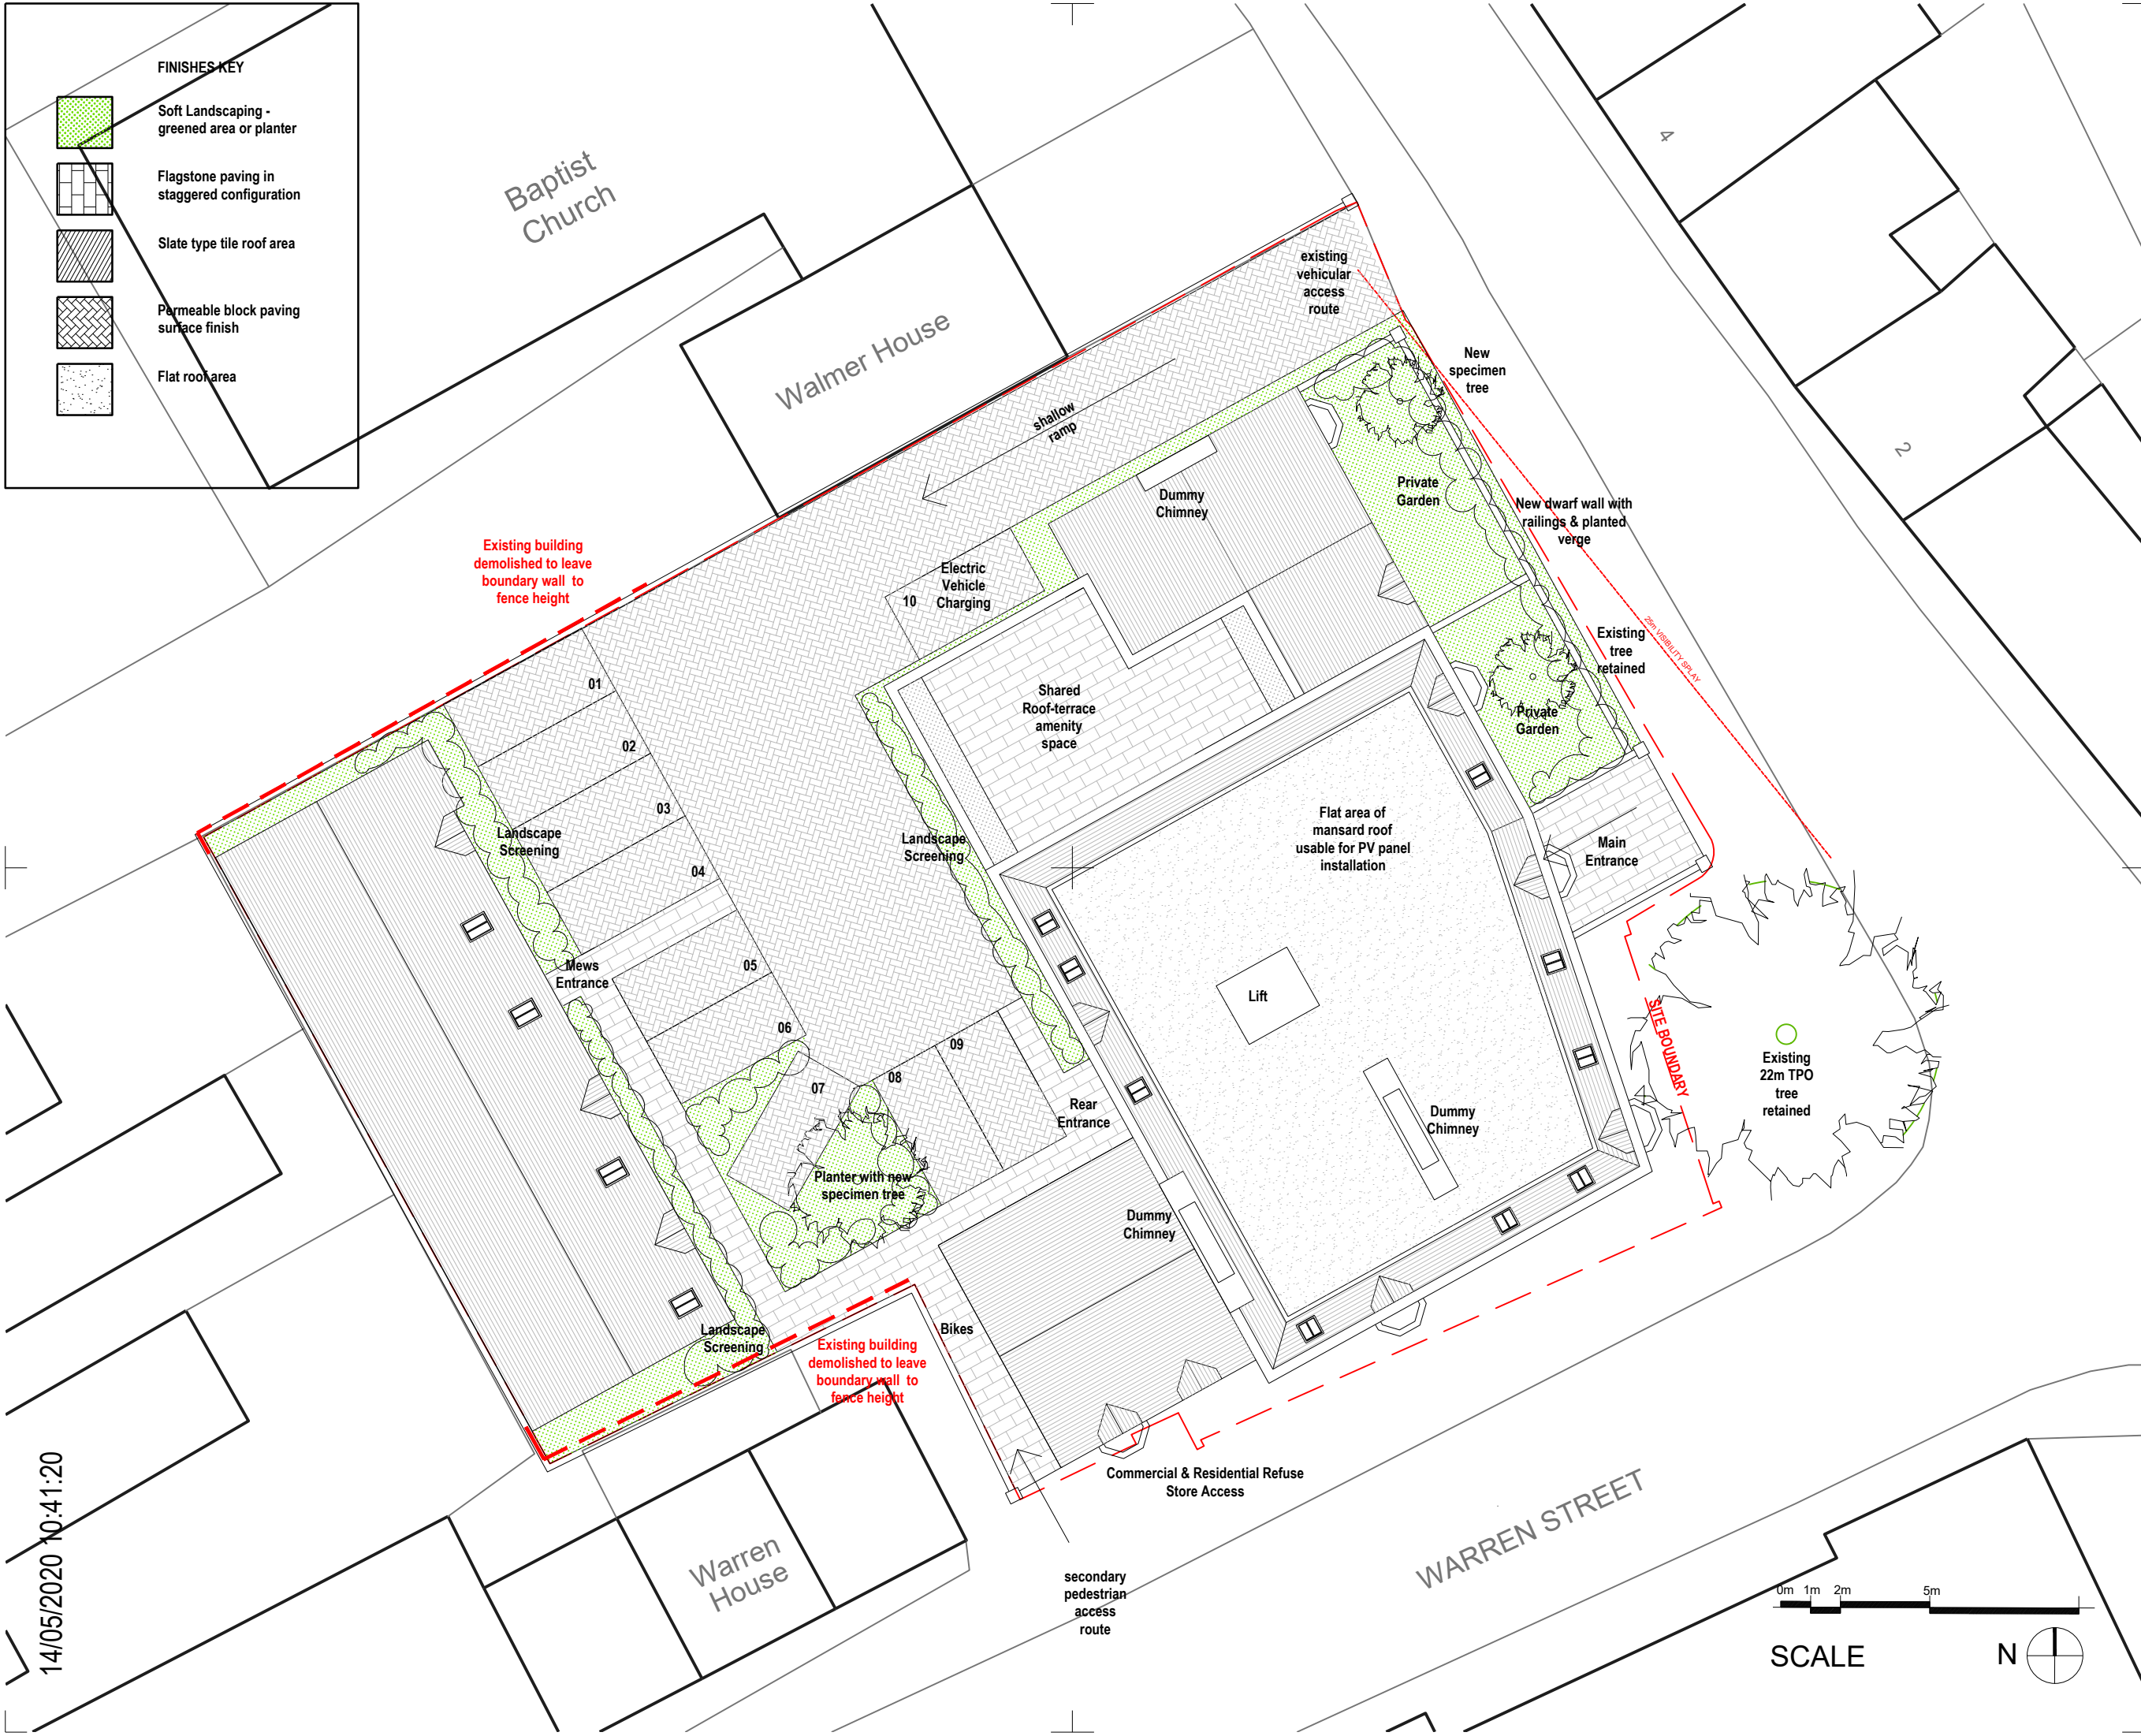 FINISHES KEY
Soft Landscaping -
greened area or planter
Flagstone paving in
staggered configuration
Slate type tile roof area
Permeable block paving
surface finish
Flat roof area
Baptist
Church
Walmer House
4
2
existing
vehicular
access
route
New
specimen
tree
shallow
ramp
Private
Garden
Dummy
Chimney
New dwarf wall with
railings & planted
verge
Existing building
demolished to leave
boundary wall to
fence height
Electric
Vehicle
Charging
10
Existing
tree
retained
25m VISIBILITY SPLAY
01
Shared
Roof-terrace
amenity
space
Private
Garden
02
03
Landscape
Screening
Landscape
Screening
Flat area of
mansard roof
usable for PV panel
installation
Main
Entrance
04
Mews
Entrance
05
Lift
SITE BOUNDARY
06
09
Existing
22m TPO
tree
retained
07
08
Rear
Entrance
Dummy
Chimney
Planter with new
specimen tree
Dummy
Chimney
Landscape
Screening
Bikes
Existing building
demolished to leave
boundary wall to
fence height
Commercial & Residential Refuse
Store Access
14/05/2020 10:41:20
Warren
House
secondary
pedestrian
access
route
WARREN STREET
0m 1m 2m 5m
SCALE
N